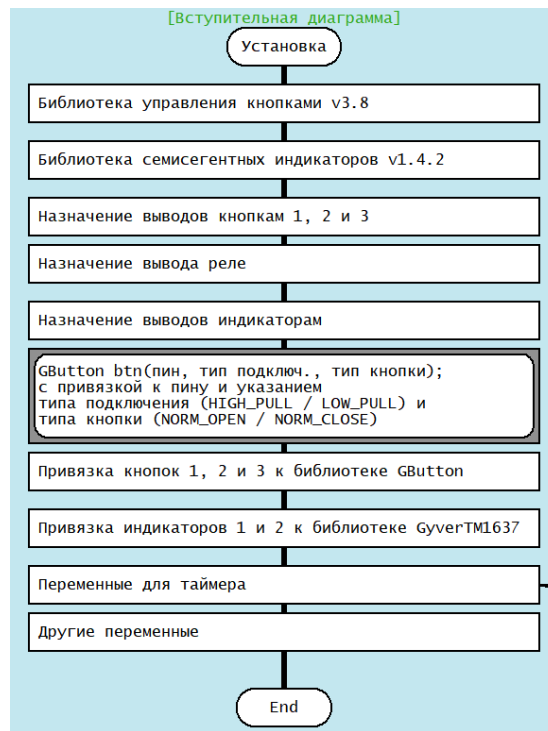 [Вступительная диаграмма]
Установка
Библиотека управления кнопками v3.8
Библиотека семисегентных индикаторов v1.4.2
Назначение выводов кнопкам 1, 2 и 3
Назначение вывода реле
Назначение выводов индикаторам
GButton btn(пин, тип подключ., тип кнопки);
с привязкой к пину и указанием
типа подключения (HIGH_PULL / LOW_PULL) и
типа кнопки (NORM_OPEN / NORM_CLOSE)
Привязка кнопок 1, 2 и 3 к библиотеке GButton
Привязка индикаторов 1 и 2 к библиотеке GyverTM1637
Переменные для таймера
Другие переменные
End